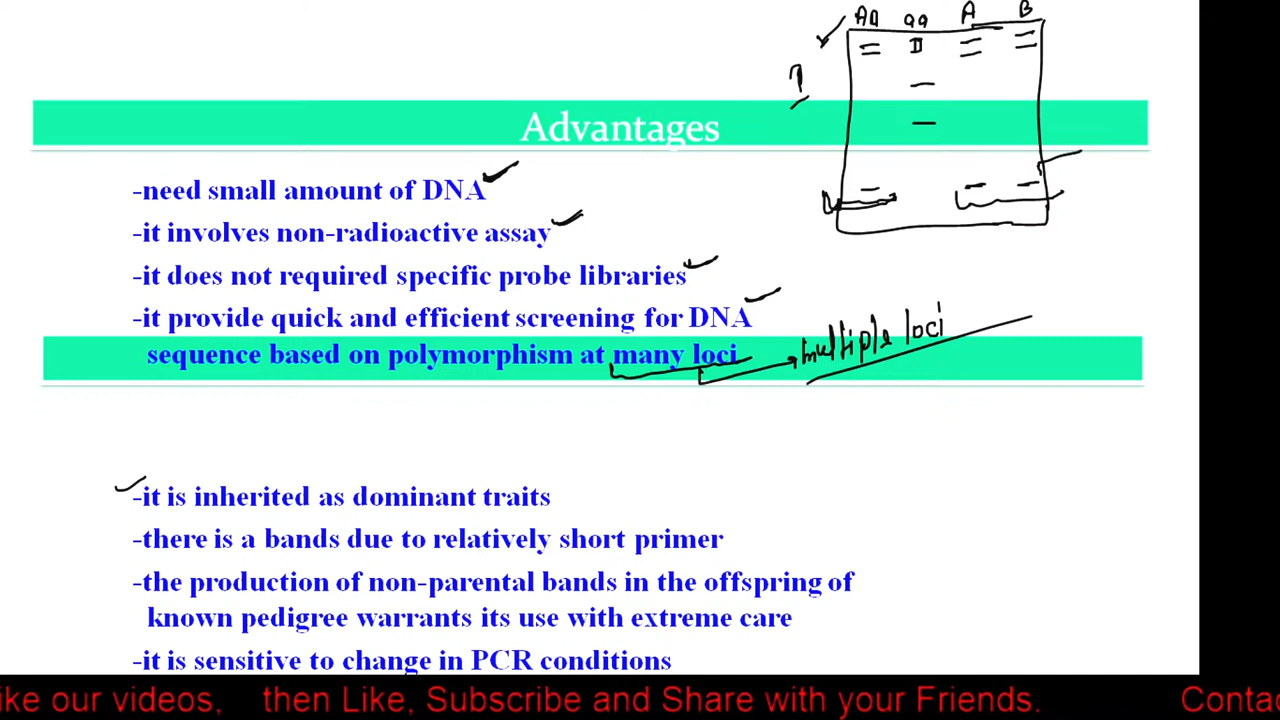 AA aa A B
P
Advantages
-need small amount of DNA
-it involves non-radioactive assay
-it does not required specific probe libraries
-it provide quick and efficient screening for DNA
sequence based on polymorphism at many loci
multiple loci
-it is inherited as dominant traits
-there is a bands due to relatively short primer
-the production of non-parental bands in the offspring of
known pedigree warrants its use with extreme care
-it is sensitive to change in PCR conditions
ike our videos, then Like, Subscribe and Share with your Friends. Conta